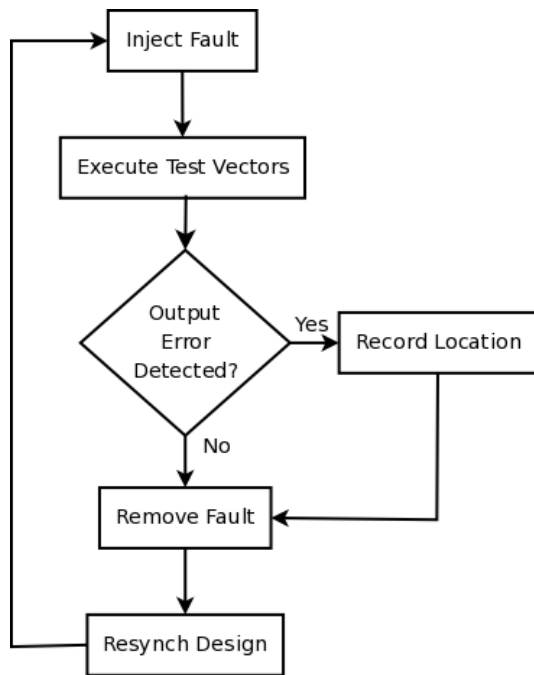 Inject Fault
Execute Test Vectors
Output
Error
Detected?
Yes
Record Location
No
Remove Fault
Resynch Design